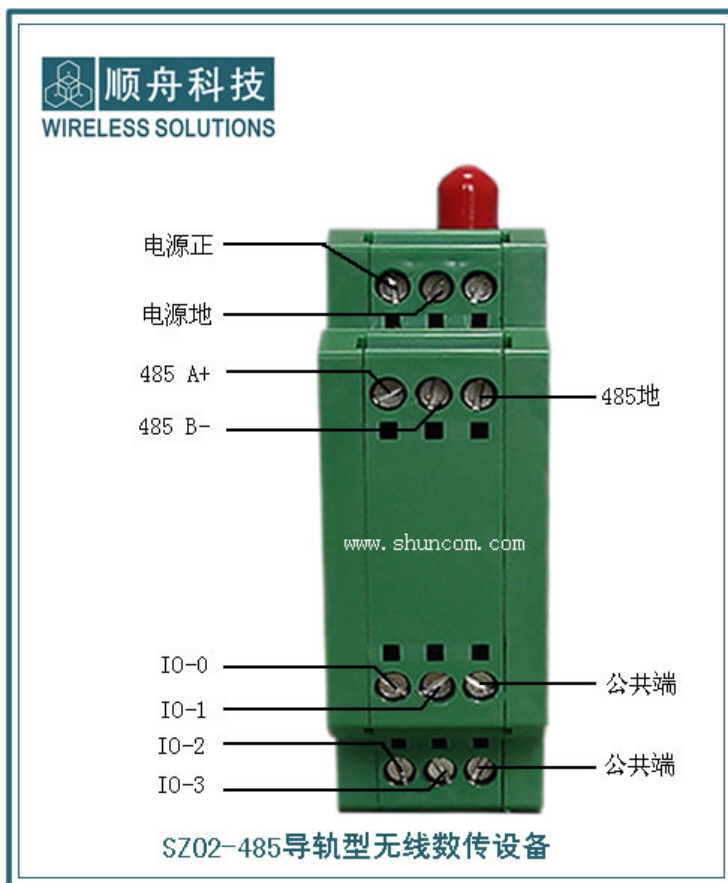 顺舟科技
WIRELESS SOLUTIONS
电源正
电源地
485 A+
485地
485 B-
www.shuncom.com
IO-0
公共端
IO-1
IO-2
公共端
IO-3
SZ02-485导轨型无线数传设备